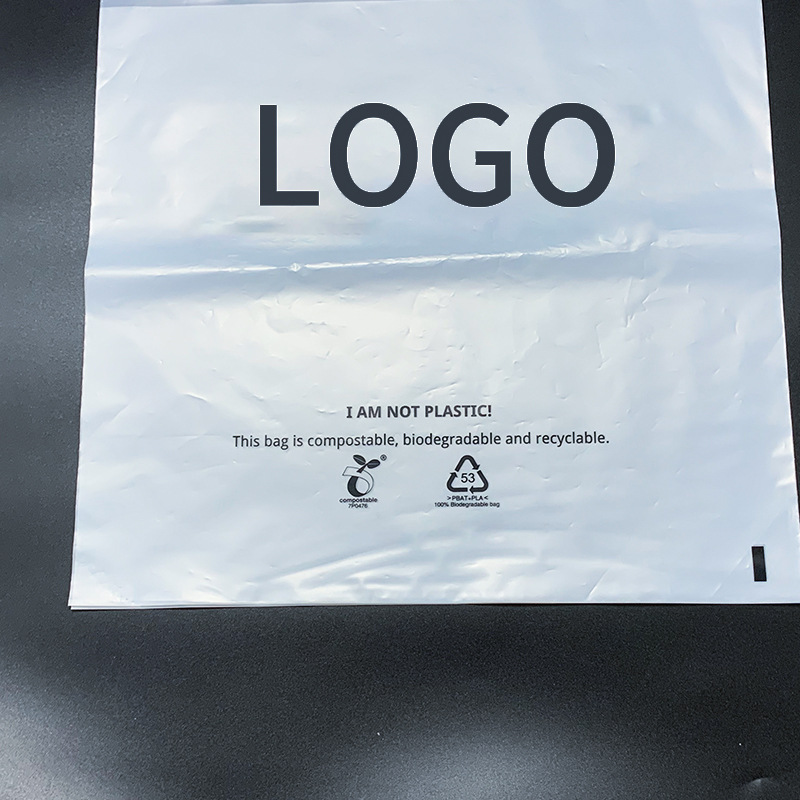 LOGO
I AM NOT PLASTIC!
This bag is compostable, biodegradable and recyclable.
®
compostable
7P0476
53
>PBAT+PLA<
100% Biodegradable bag